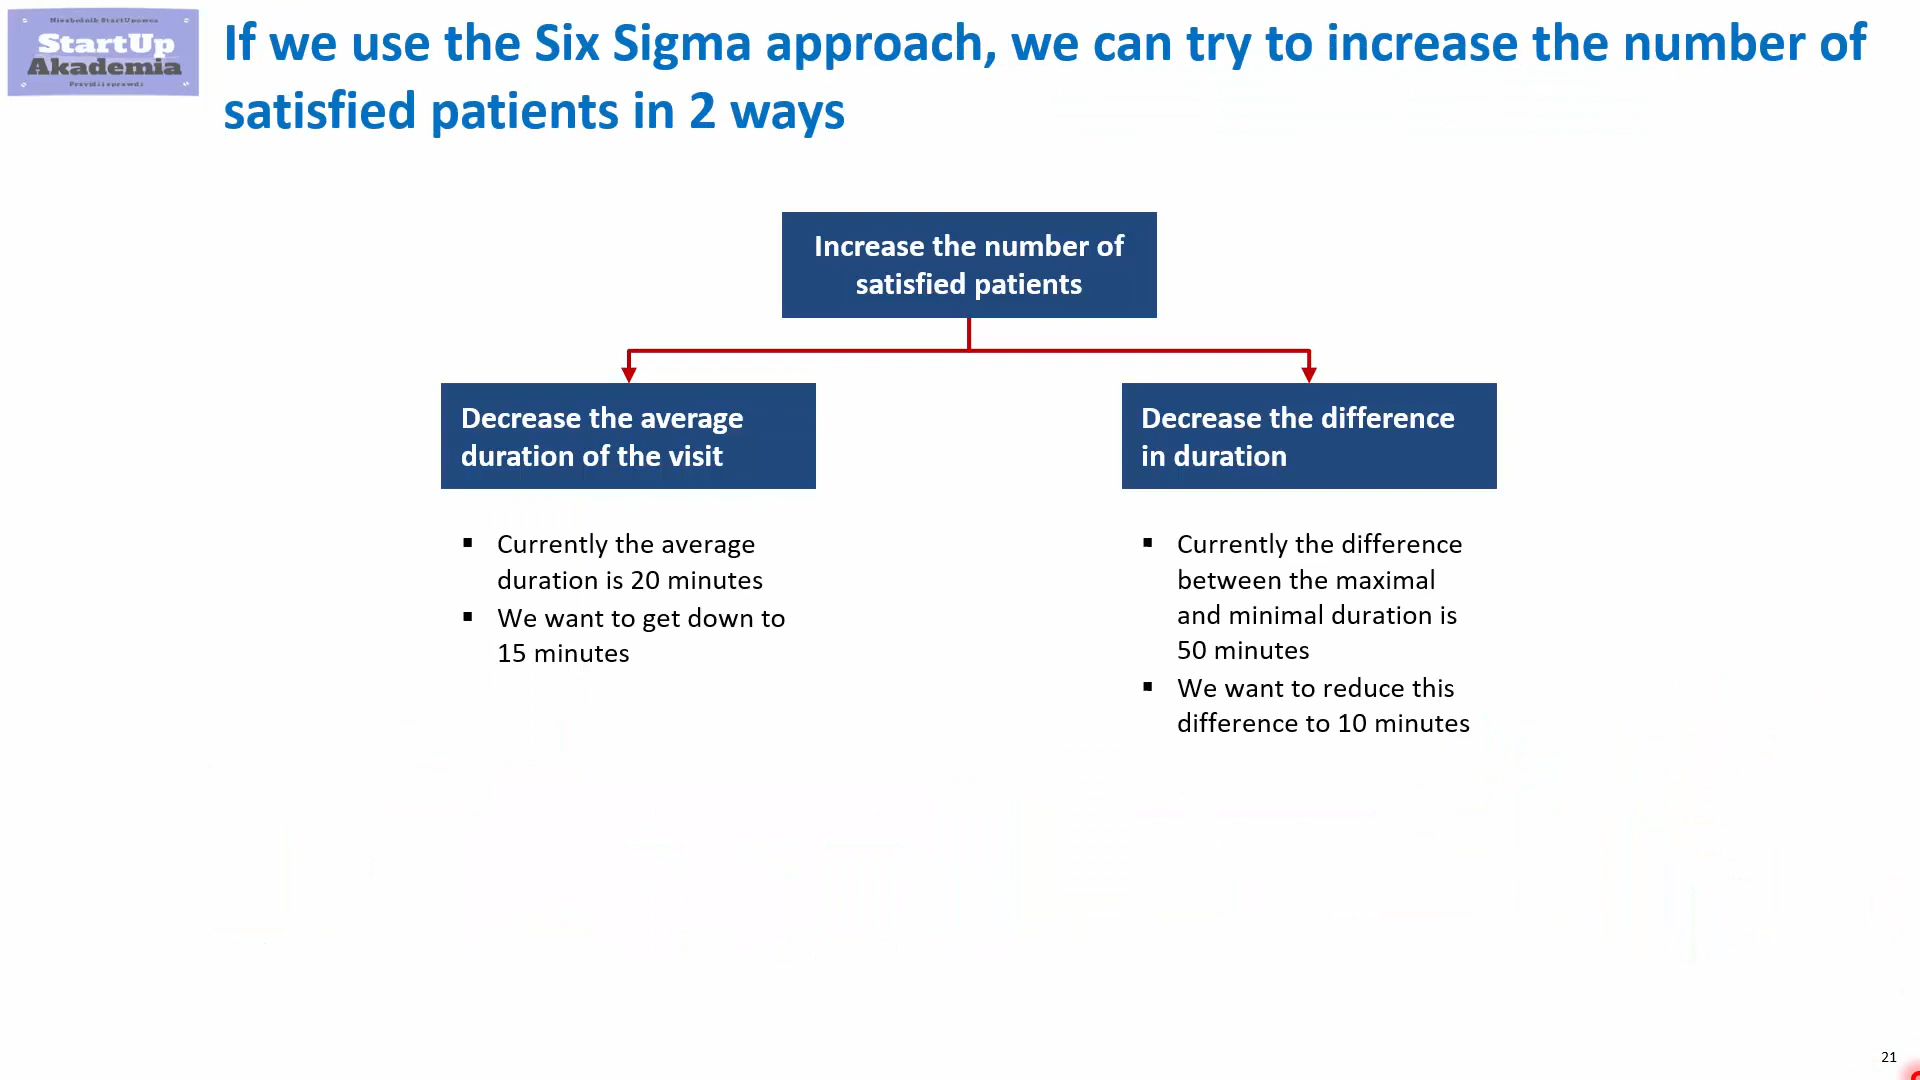 Niezbednik StartUpowca
StartUp
Akademia
If we use the Six Sigma approach, we can try to increase the number of
satisfied patients in 2 ways
Increase the number of
satisfied patients
Decrease the average
duration of the visit
▪ Currently the average
duration is 20 minutes
▪ We want to get down to
15 minutes
Decrease the difference
in duration
▪ Currently the difference
between the maximal
and minimal duration is
50 minutes
▪ We want to reduce this
difference to 10 minutes
21